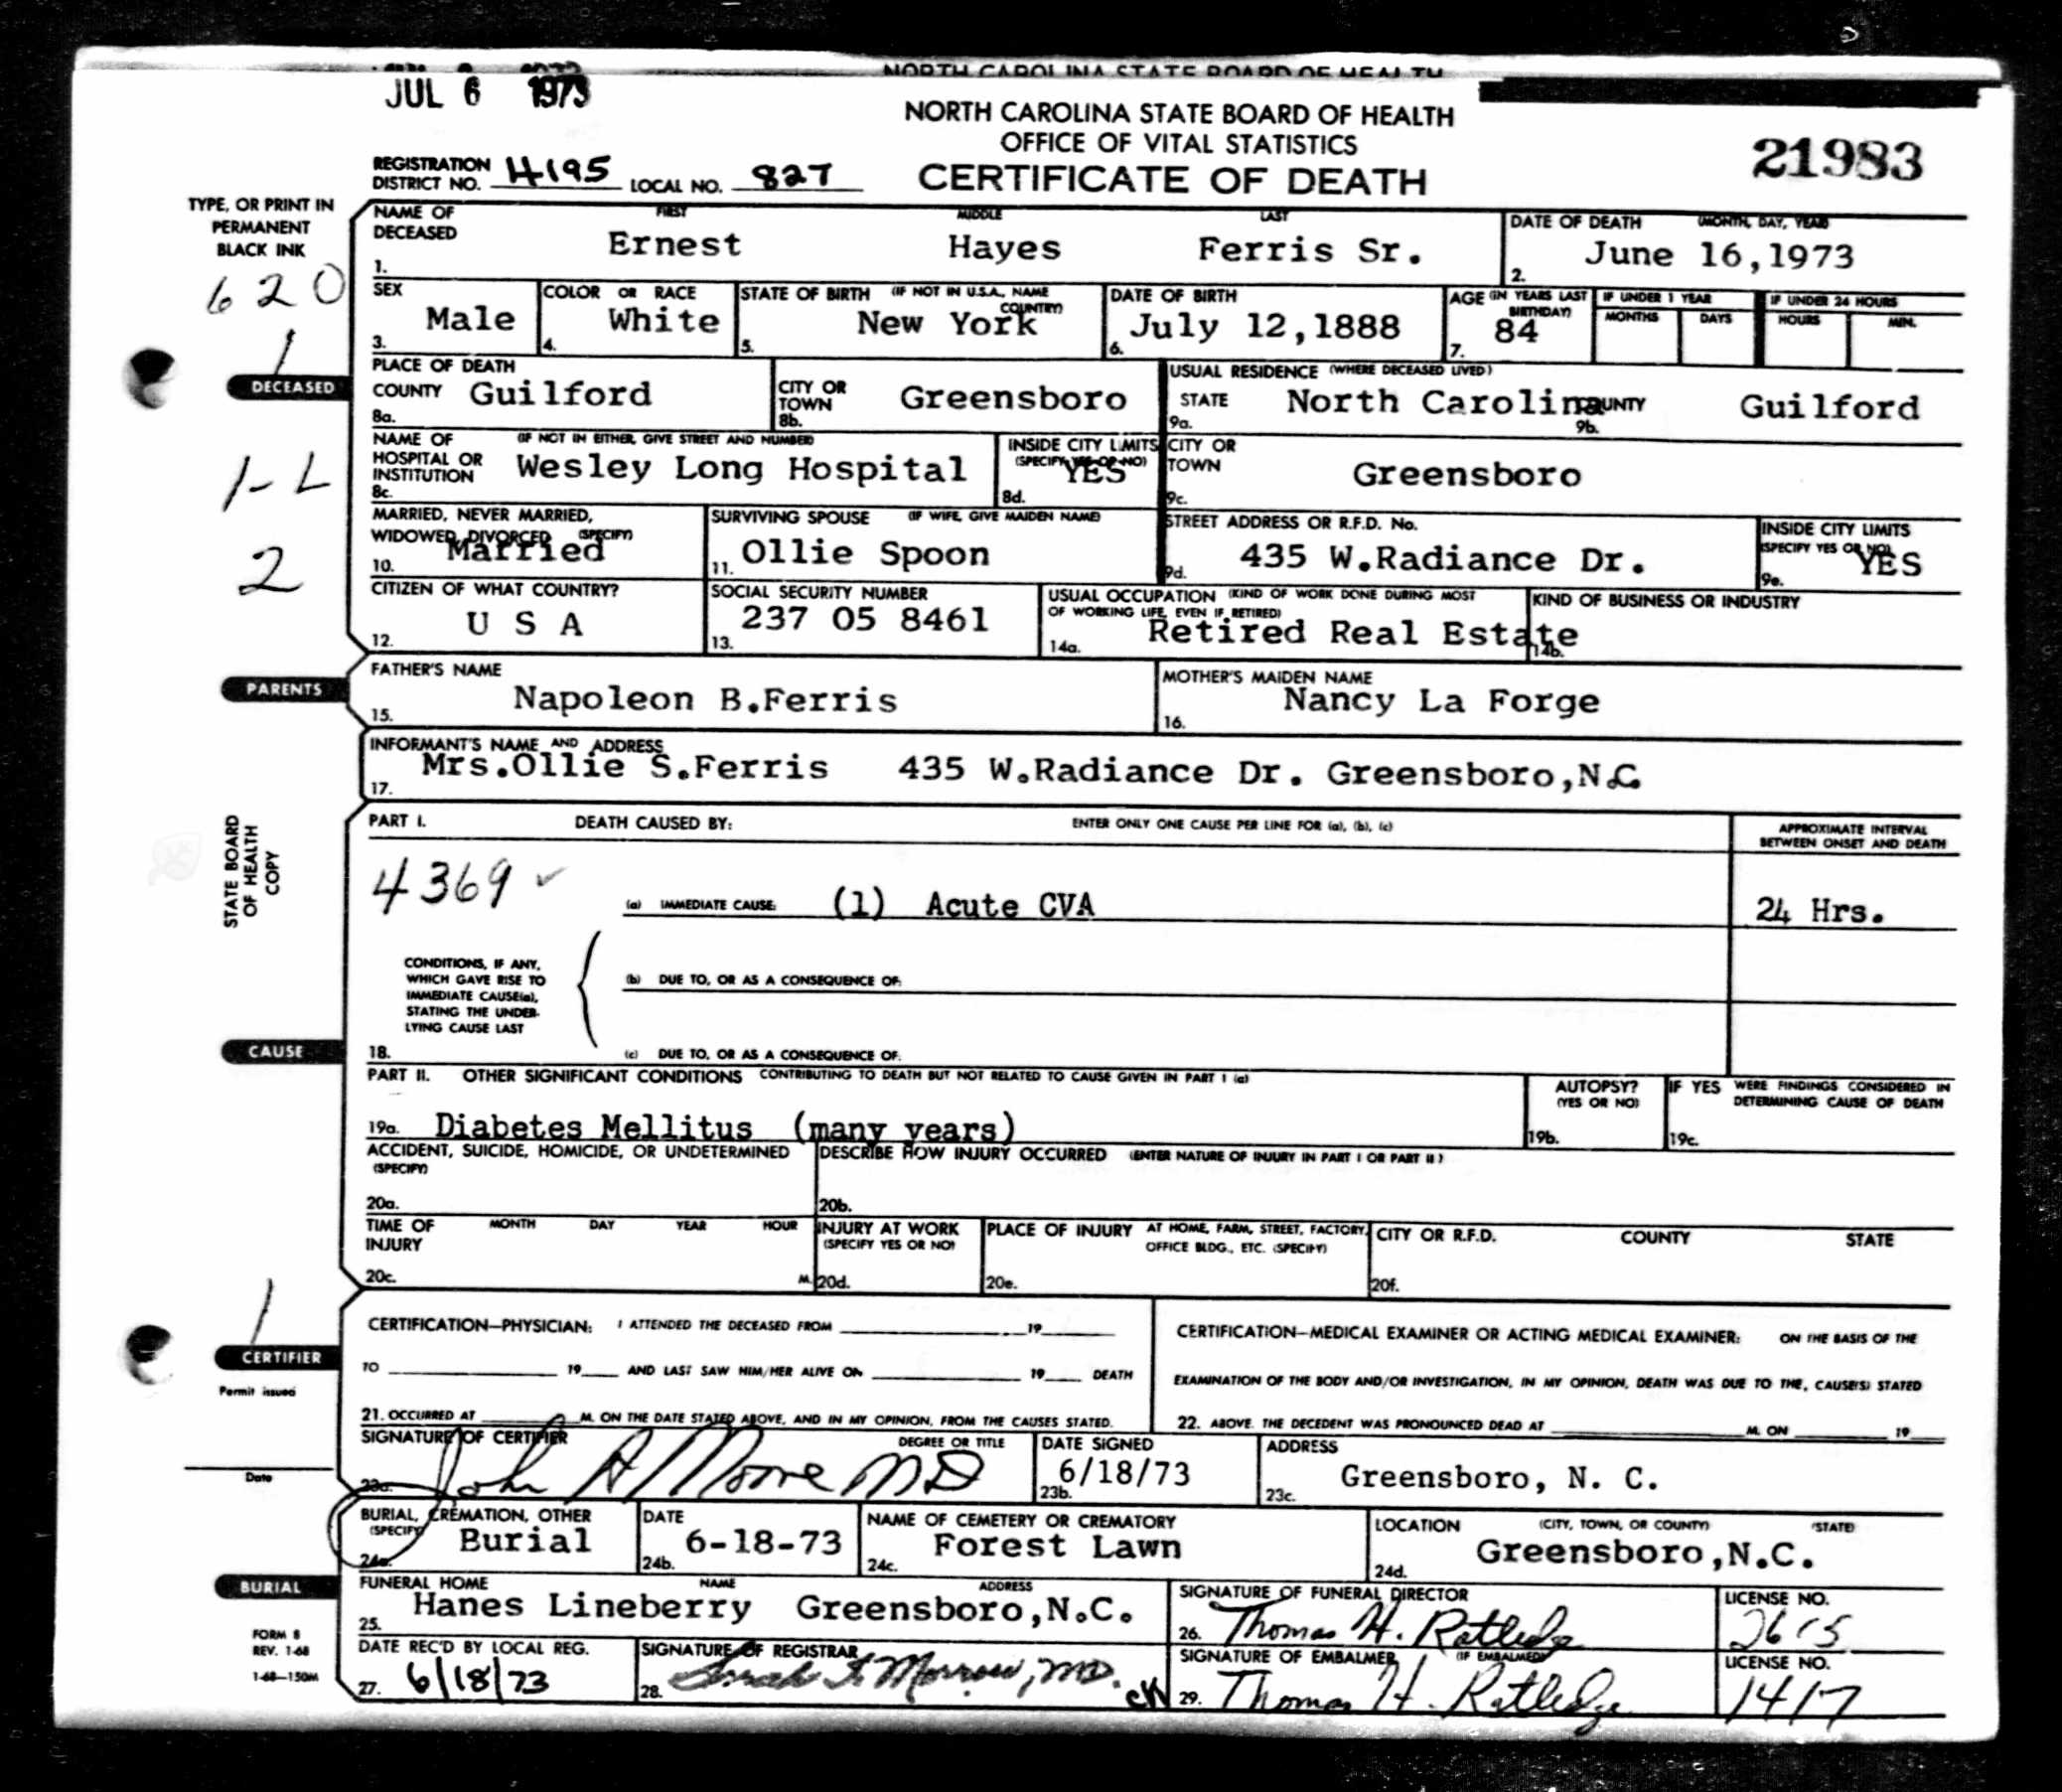 NORTH CAROLINA STATE BOARD OF HEALTH
JUL 6 1973
NORTH CAROLINA STATE BOARD OF HEALTH
OFFICE OF VITAL STATISTICS
CERTIFICATE OF DEATH
21983
REGISTRATION DISTRICT NO. 4195 LOCAL NO. 827
TYPE, OR PRINT IN
PERMANENT
BLACK INK
620
1
DECEASED
1-L
2
NAME OF DECEASED FIRST MIDDLE LAST
1. Ernest Hayes Ferris Sr.
DATE OF DEATH (MONTH, DAY, YEAR)
2. June 16,1973
SEX
3. Male
COLOR OR RACE
4. White
STATE OF BIRTH (IF NOT IN U.S.A., NAME COUNTRY)
5. New York
DATE OF BIRTH
6. July 12,1888
AGE (IN YEARS LAST BIRTHDAY)
7. 84
IF UNDER 1 YEAR
MONTHS DAYS
IF UNDER 24 HOURS
HOURS MIN.
PLACE OF DEATH
COUNTY Guilford
8a.
CITY OR TOWN Greensboro
8b.
USUAL RESIDENCE (WHERE DECEASED LIVED)
STATE North Carolina
9a.
COUNTY Guilford
9b.
NAME OF HOSPITAL OR INSTITUTION (IF NOT IN EITHER, GIVE STREET AND NUMBER)
8c. Wesley Long Hospital
INSIDE CITY LIMITS (SPECIFY YES OR NO)
8d. YES
CITY OR TOWN
9c. Greensboro
MARRIED, NEVER MARRIED, WIDOWED, DIVORCED (SPECIFY)
10. Married
SURVIVING SPOUSE (IF WIFE, GIVE MAIDEN NAME)
11. Ollie Spoon
STREET ADDRESS OR R.F.D. No.
9d. 435 W.Radiance Dr.
INSIDE CITY LIMITS (SPECIFY YES OR NO)
9e. YES
CITIZEN OF WHAT COUNTRY?
12. U S A
SOCIAL SECURITY NUMBER
13. 237 05 8461
USUAL OCCUPATION (KIND OF WORK DONE DURING MOST OF WORKING LIFE, EVEN IF RETIRED)
14a. Retired Real Estate
KIND OF BUSINESS OR INDUSTRY
14b.
PARENTS
FATHER'S NAME
15. Napoleon B.Ferris
MOTHER'S MAIDEN NAME
16. Nancy La Forge
INFORMANT'S NAME AND ADDRESS
17. Mrs.Ollie S.Ferris 435 W.Radiance Dr. Greensboro,N.C.
STATE BOARD
OF HEALTH
COPY
PART I. DEATH CAUSED BY: ENTER ONLY ONE CAUSE PER LINE FOR (a), (b), (c)
APPROXIMATE INTERVAL
BETWEEN ONSET AND DEATH
4369 ✓
(a) IMMEDIATE CAUSE: (1) Acute CVA 24 Hrs.
CONDITIONS, IF ANY,
WHICH GAVE RISE TO
IMMEDIATE CAUSE(a),
STATING THE UNDER-
LYING CAUSE LAST
(b) DUE TO, OR AS A CONSEQUENCE OF:
CAUSE
18. (c) DUE TO, OR AS A CONSEQUENCE OF:
PART II. OTHER SIGNIFICANT CONDITIONS CONTRIBUTING TO DEATH BUT NOT RELATED TO CAUSE GIVEN IN PART I (a)
19a. Diabetes Mellitus (many years)
AUTOPSY? (YES OR NO)
19b.
IF YES WERE FINDINGS CONSIDERED IN
DETERMINING CAUSE OF DEATH
19c.
ACCIDENT, SUICIDE, HOMICIDE, OR UNDETERMINED (SPECIFY)
20a.
DESCRIBE HOW INJURY OCCURRED (ENTER NATURE OF INJURY IN PART I OR PART II)
20b.
TIME OF INJURY MONTH DAY YEAR HOUR
20c. M.
INJURY AT WORK (SPECIFY YES OR NO)
20d.
PLACE OF INJURY AT HOME, FARM, STREET, FACTORY, OFFICE BLDG., ETC. (SPECIFY)
20e.
CITY OR R.F.D. COUNTY STATE
20f.
1
CERTIFIER
Permit issued
Date
CERTIFICATION—PHYSICIAN: I ATTENDED THE DECEASED FROM 19
TO 19 AND LAST SAW HIM/HER ALIVE ON 19 DEATH
21. OCCURRED AT M. ON THE DATE STATED ABOVE, AND IN MY OPINION, FROM THE CAUSES STATED.
CERTIFICATION—MEDICAL EXAMINER OR ACTING MEDICAL EXAMINER: ON THE BASIS OF THE
EXAMINATION OF THE BODY AND/OR INVESTIGATION, IN MY OPINION, DEATH WAS DUE TO THE, CAUSE(S) STATED
22. ABOVE. THE DECEDENT WAS PRONOUNCED DEAD AT M. ON 19
SIGNATURE OF CERTIFIER DEGREE OR TITLE
23a. John A Moore MD
DATE SIGNED
6/18/73
23b.
ADDRESS
23c. Greensboro, N. C.
BURIAL, CREMATION, OTHER (SPECIFY)
24a. Burial
DATE
24b. 6-18-73
NAME OF CEMETERY OR CREMATORY
24c. Forest Lawn
LOCATION (CITY, TOWN, OR COUNTY) (STATE)
24d. Greensboro,N.C.
BURIAL
FUNERAL HOME NAME ADDRESS
25. Hanes Lineberry Greensboro,N.C.
SIGNATURE OF FUNERAL DIRECTOR
26. Thomas H. Ratledge
LICENSE NO.
2615
FORM 8
REV. 1-68
1-68—150M
DATE REC'D BY LOCAL REG.
27. 6/18/73
SIGNATURE OF REGISTRAR
28. Sarah T. Morrow, MD. CK
SIGNATURE OF EMBALMER (IF EMBALMED)
29. Thomas H. Ratledge
LICENSE NO.
1417